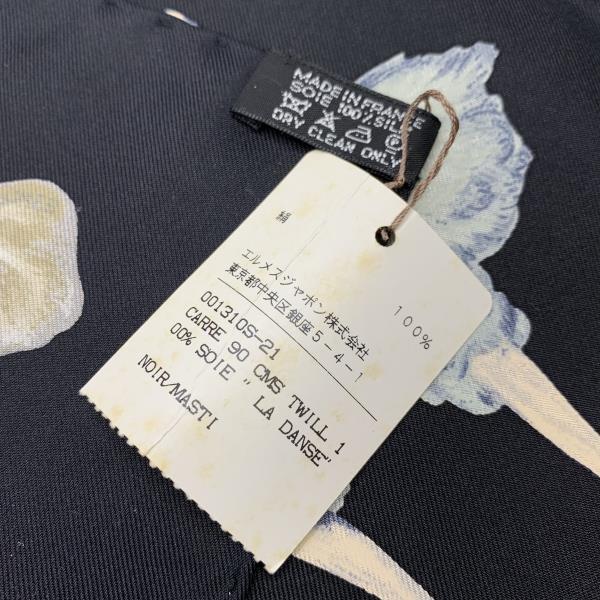 MADE IN FRANCE
SOIE 100% SILK
DRY CLEAN ONLY
絹 100%
エルメスジャポン株式会社
東京都中央区銀座5-4-1
001310S-21
CARRE 90 CMS TWILL 1
00% SOIE " LA DANSE"
NOIR/MASTI